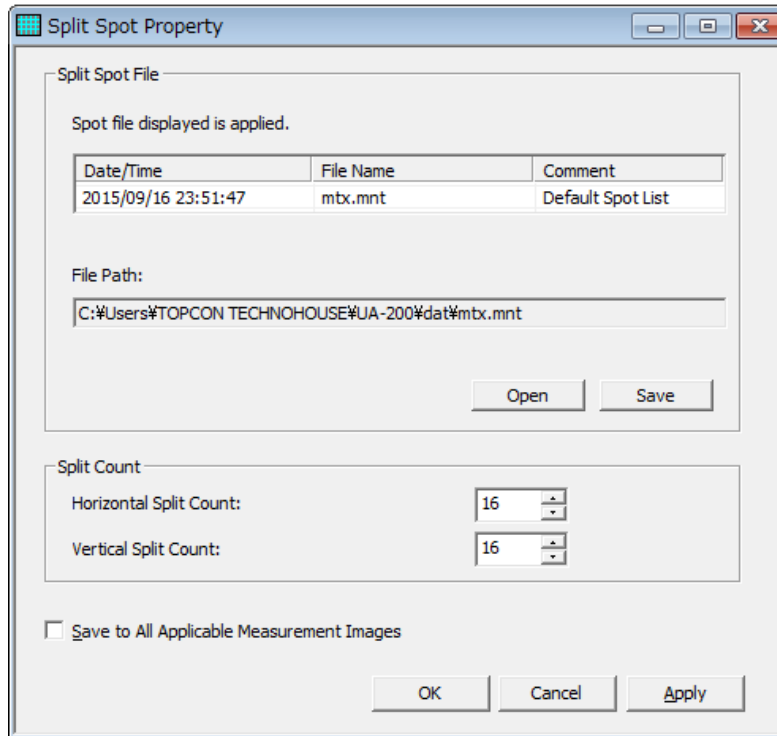 Split Spot Property
Split Spot File
Spot file displayed is applied.
Date/Time File Name Comment
2015/09/16 23:51:47 mtx.mnt Default Spot List
File Path:
C:¥Users¥TOPCON TECHNOHOUSE¥UA-200¥dat¥mtx.mnt
Open Save
Split Count
Horizontal Split Count: 16
Vertical Split Count: 16
Save to All Applicable Measurement Images
OK Cancel Apply